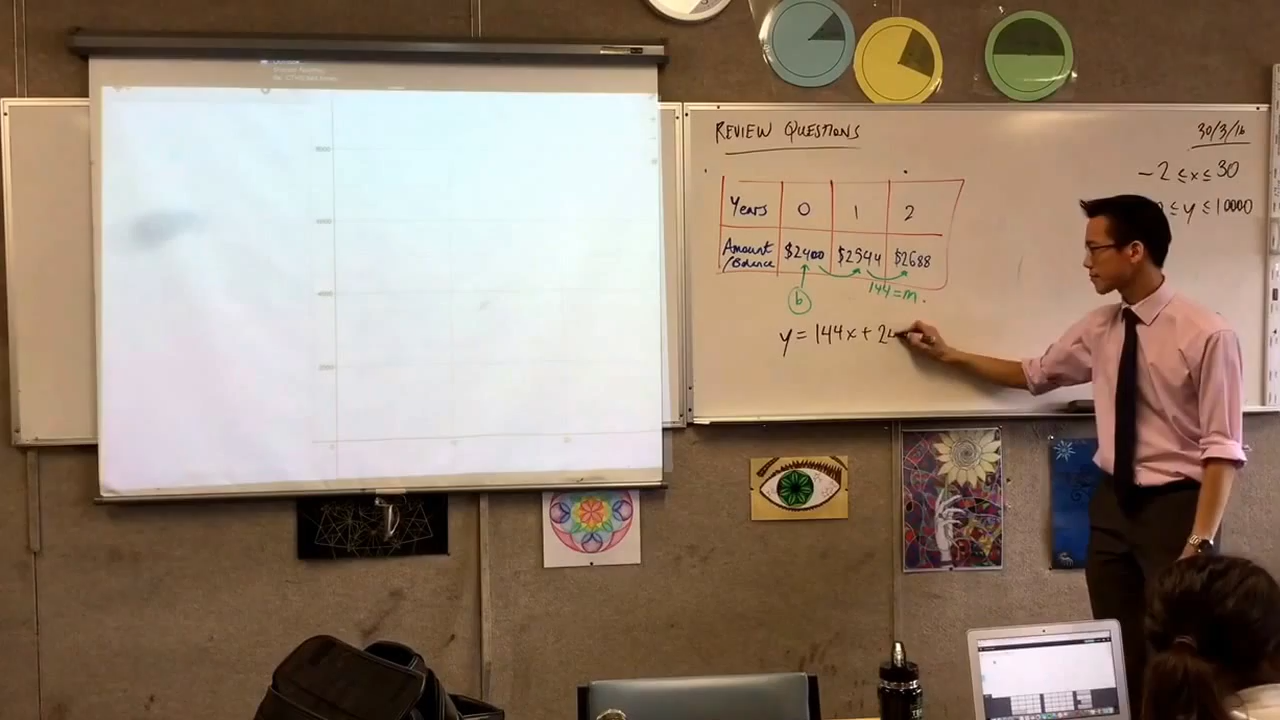 REVIEW QUESTIONS
30/3/16
-2 ≤ x ≤ 30
≤ y ≤ 10000
Years 0 1 2
Amount /Balance $2400 $2544 $2688
b
144=m.
y = 144x + 24